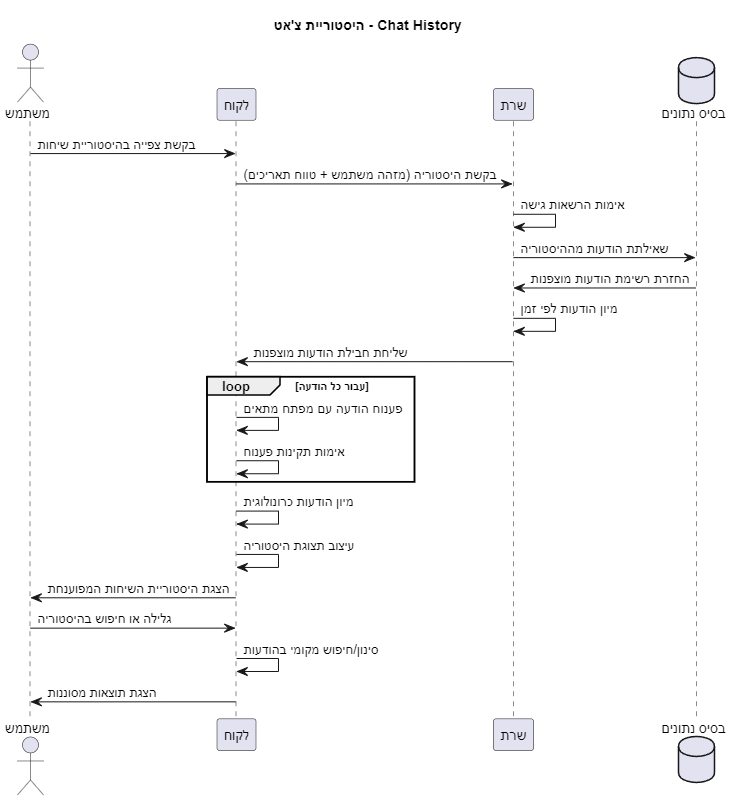 היסטוריית צ'אט - Chat History
משתמש
לקוח
שרת
בסיס נתונים
בקשת צפייה בהיסטוריית שיחות
בקשת היסטוריה (מזהה משתמש + טווח תאריכים)
אימות הרשאות גישה
שאילתת הודעות מההיסטוריה
החזרת רשימת הודעות מוצפנות
מיון הודעות לפי זמן
שליחת חבילת הודעות מוצפנות
loop [עבור כל הודעה]
פענוח הודעה עם מפתח מתאים
אימות תקינות פענוח
מיון הודעות כרונולוגית
עיצוב תצוגת היסטוריה
הצגת היסטוריית השיחות המפוענחת
גלילה או חיפוש בהיסטוריה
סינון/חיפוש מקומי בהודעות
הצגת תוצאות מסוננות
משתמש
לקוח
שרת
בסיס נתונים